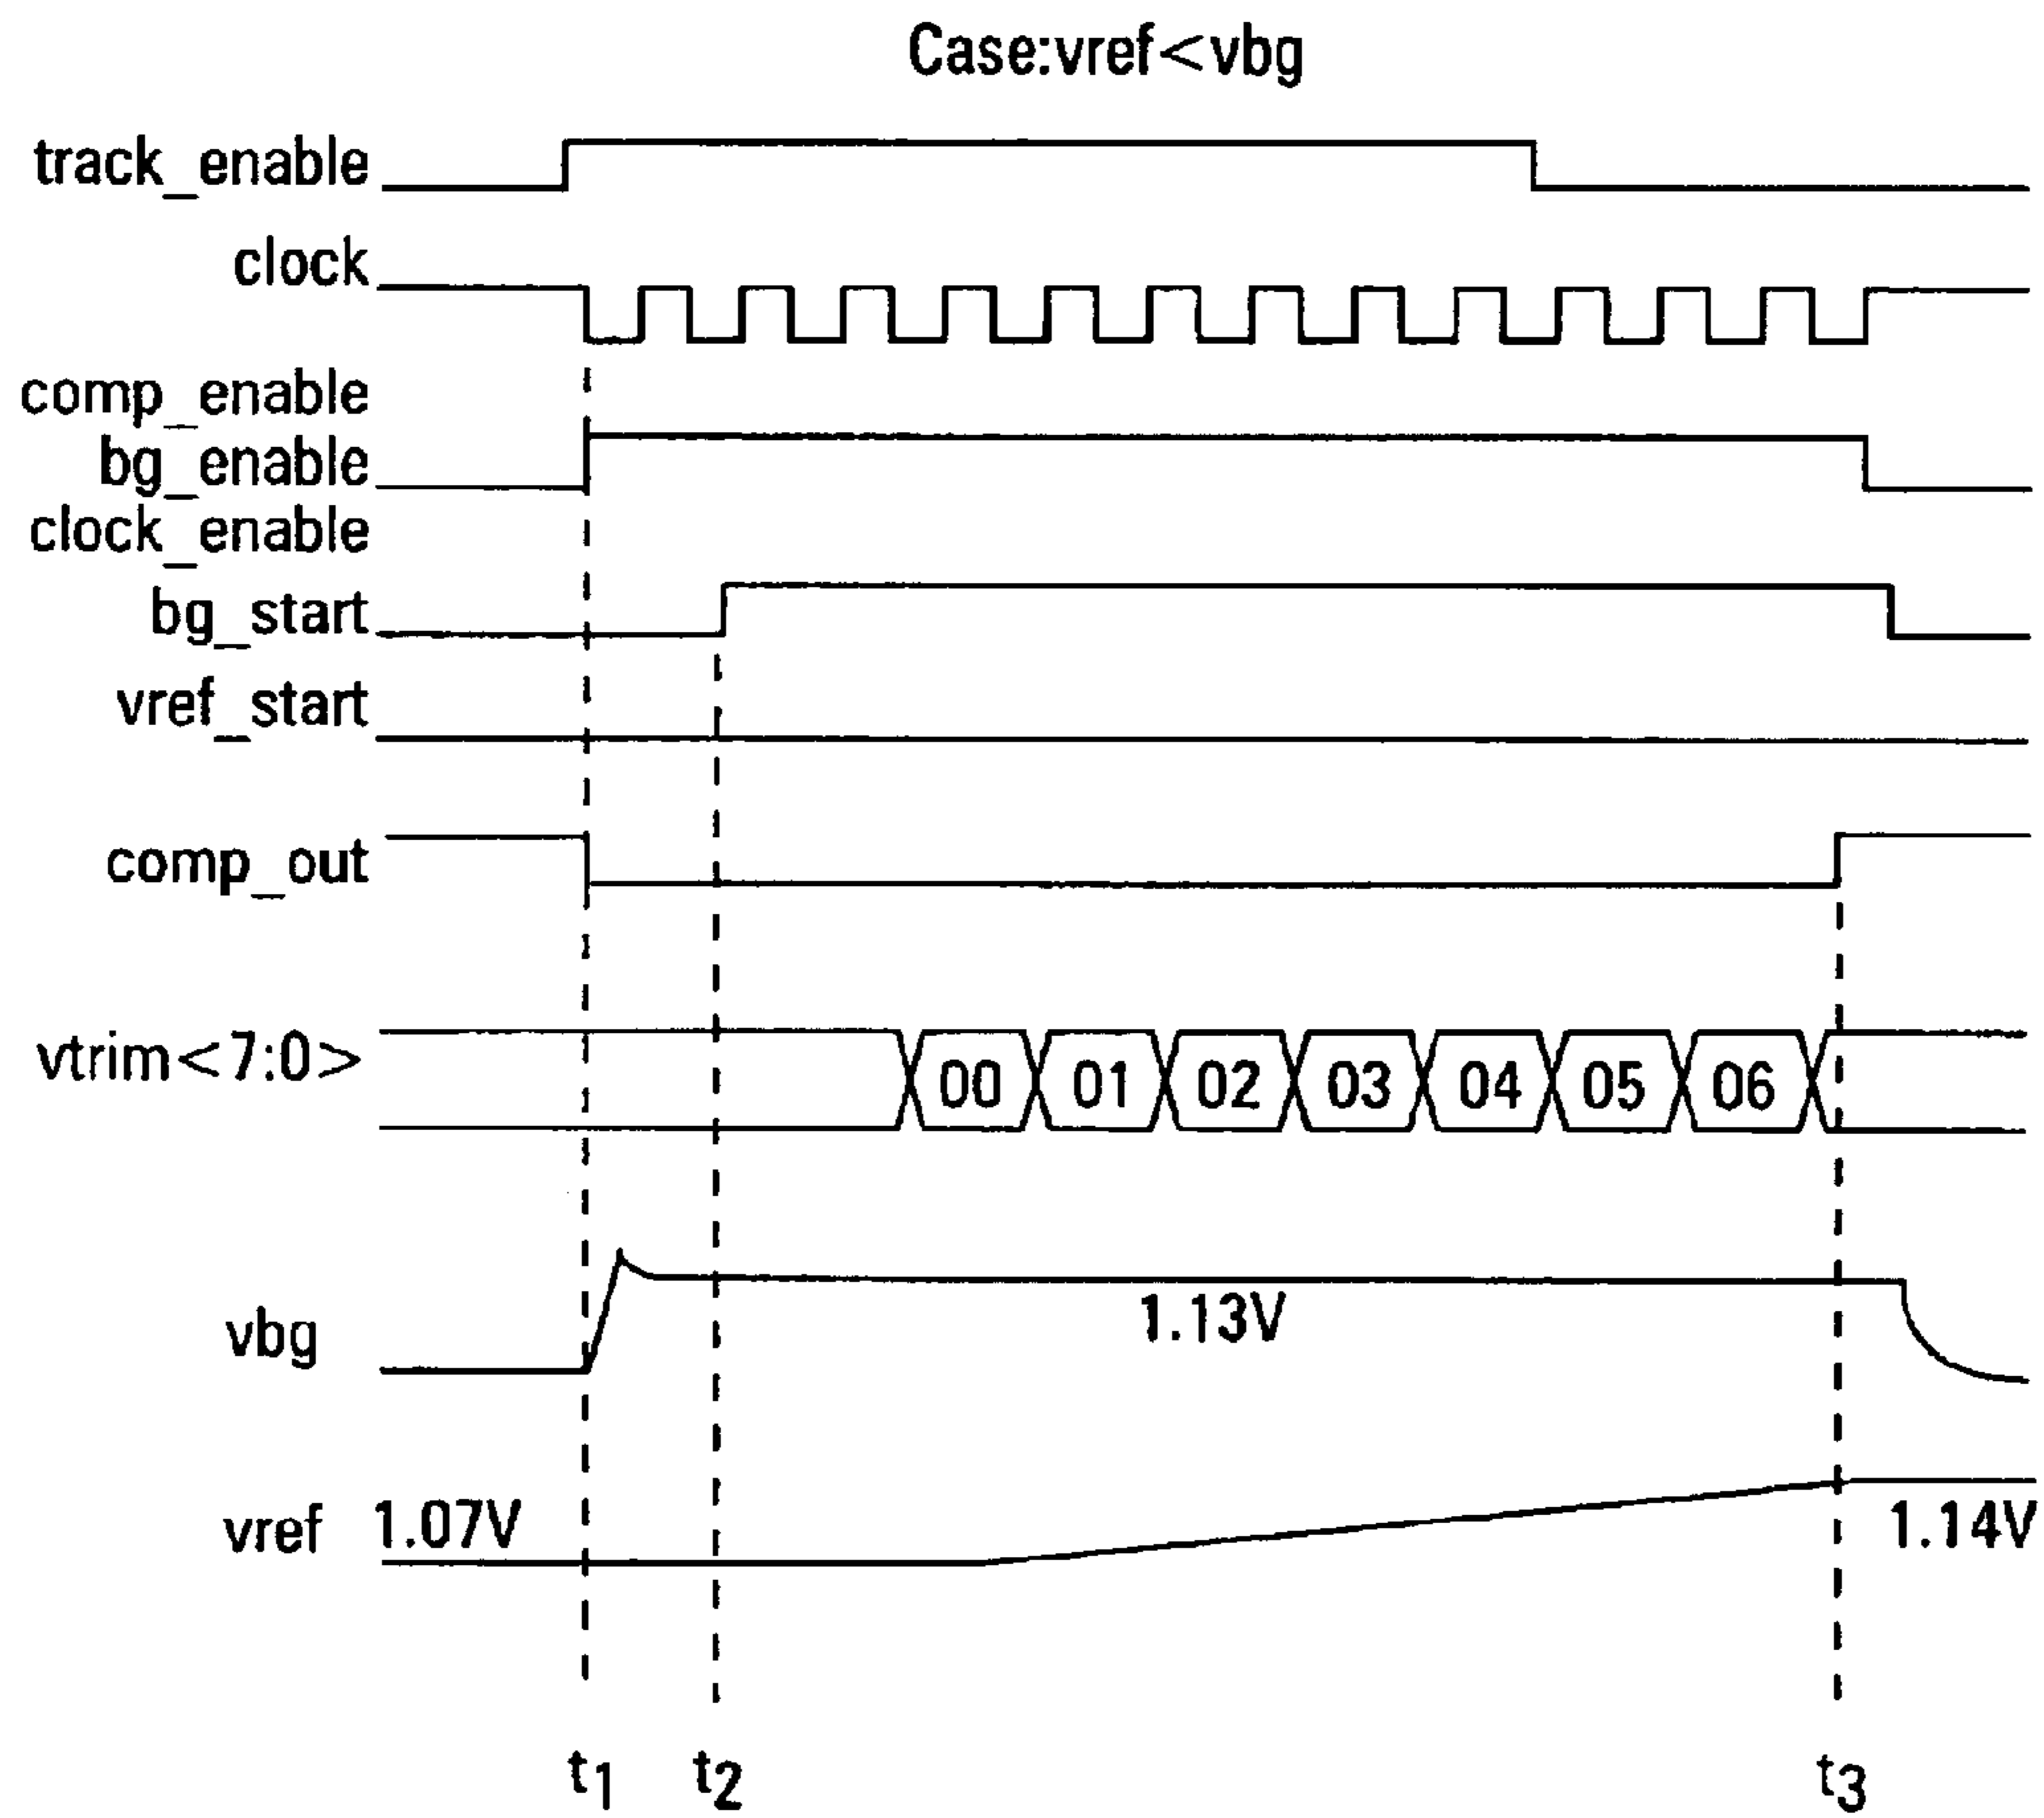 Case:vref<vbg
track_enable
clock
comp_enable
bg_enable
clock_enable
bg_start
vref_start
comp_out
vtrim<7:0>
00 01 02 03 04 05 06
vbg
1.13V
vref 1.07V
1.14V
t1 t2 t3